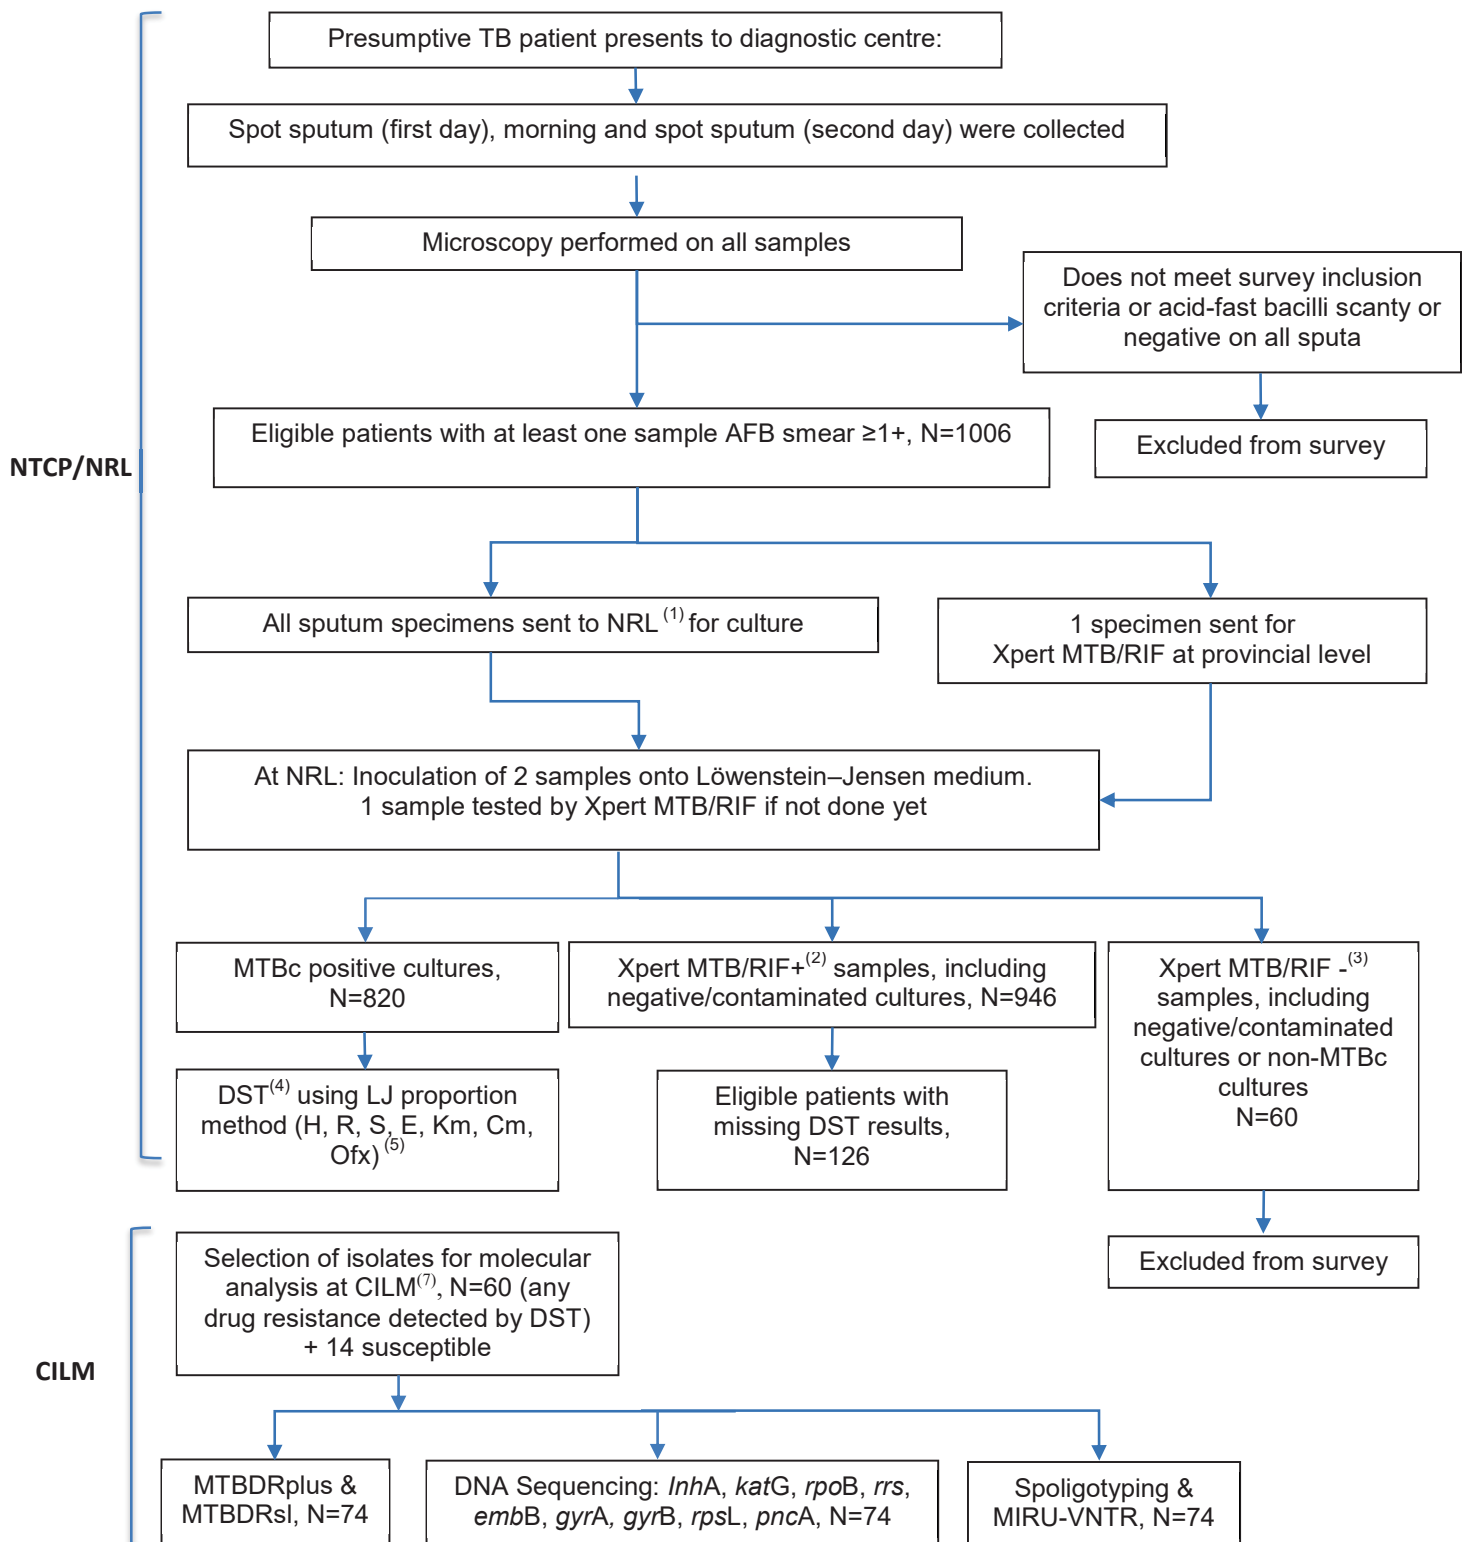 Presumptive TB patient presents to diagnostic centre:
Spot sputum (first day), morning and spot sputum (second day) were collected
Microscopy performed on all samples
Does not meet survey inclusion
criteria or acid-fast bacilli scanty or
negative on all sputa
Eligible patients with at least one sample AFB smear ≥1+, N=1006
Excluded from survey
NTCP/NRL
All sputum specimens sent to NRL (1) for culture
1 specimen sent for
Xpert MTB/RIF at provincial level
At NRL: Inoculation of 2 samples onto Löwenstein–Jensen medium.
1 sample tested by Xpert MTB/RIF if not done yet
MTBc positive cultures,
N=820
Xpert MTB/RIF+(2) samples, including
negative/contaminated cultures, N=946
Xpert MTB/RIF -(3)
samples, including
negative/contaminated
cultures or non-MTBc
cultures
N=60
DST(4) using LJ proportion
method (H, R, S, E, Km, Cm,
Ofx) (5)
Eligible patients with
missing DST results,
N=126
Excluded from survey
Selection of isolates for molecular
analysis at CILM(7), N=60 (any
drug resistance detected by DST)
+ 14 susceptible
CILM
MTBDRplus &
MTBDRsl, N=74
DNA Sequencing: InhA, katG, rpoB, rrs,
embB, gyrA, gyrB, rpsL, pncA, N=74
Spoligotyping &
MIRU-VNTR, N=74